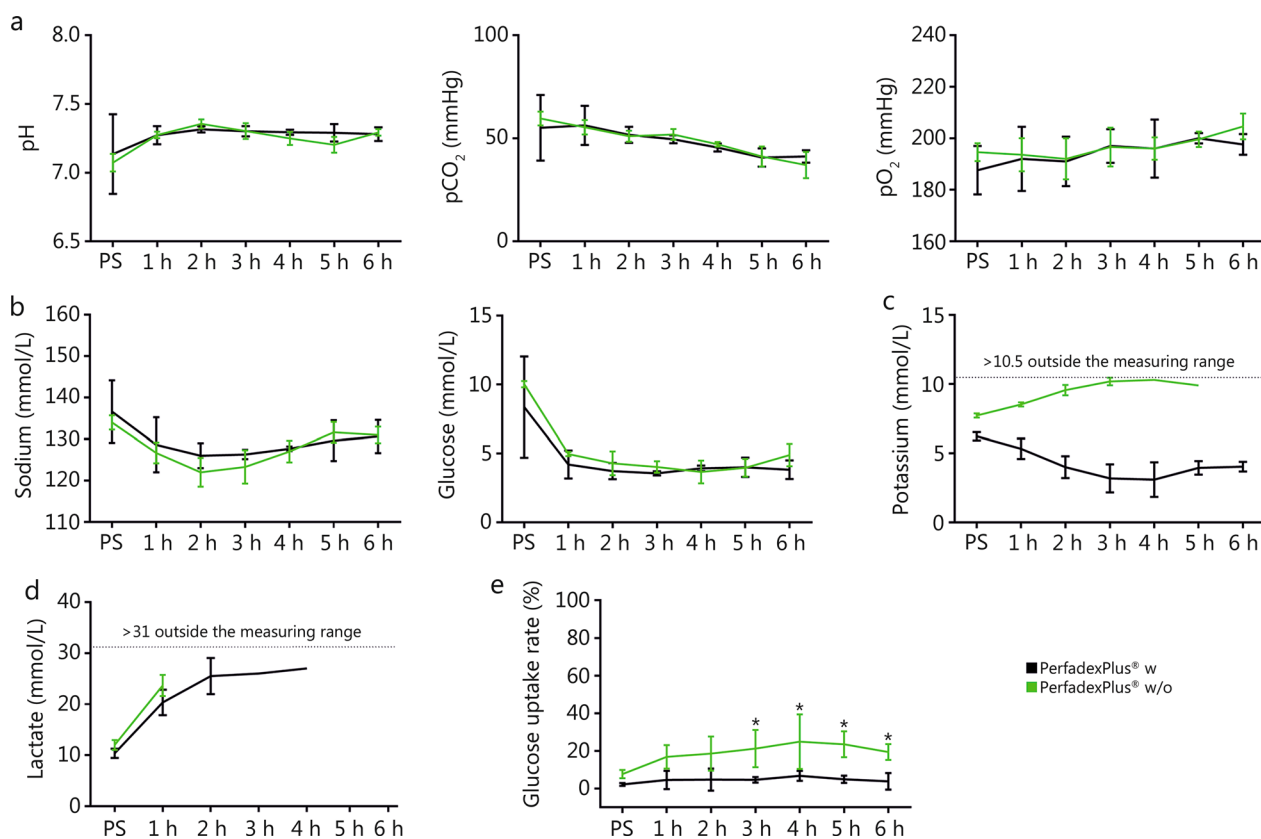 a
pH
8.0
7.5
7.0
6.5
PS 1 h 2 h 3 h 4 h 5 h 6 h
pCO2 (mmHg)
100
50
0
PS 1 h 2 h 3 h 4 h 5 h 6 h
pO2 (mmHg)
240
220
200
180
160
PS 1 h 2 h 3 h 4 h 5 h 6 h
b
Sodium (mmol/L)
160
150
140
130
120
110
PS 1 h 2 h 3 h 4 h 5 h 6 h
Glucose (mmol/L)
15
10
5
0
PS 1 h 2 h 3 h 4 h 5 h 6 h
c
Potassium (mmol/L)
15
>10.5 outside the measuring range
10
5
0
PS 1 h 2 h 3 h 4 h 5 h 6 h
d
Lactate (mmol/L)
40
>31 outside the measuring range
30
20
10
0
PS 1 h 2 h 3 h 4 h 5 h 6 h
e
Glucose uptake rate (%)
100
80
60
40
20
0
* * * *
PS 1 h 2 h 3 h 4 h 5 h 6 h
PerfadexPlus® w
PerfadexPlus® w/o